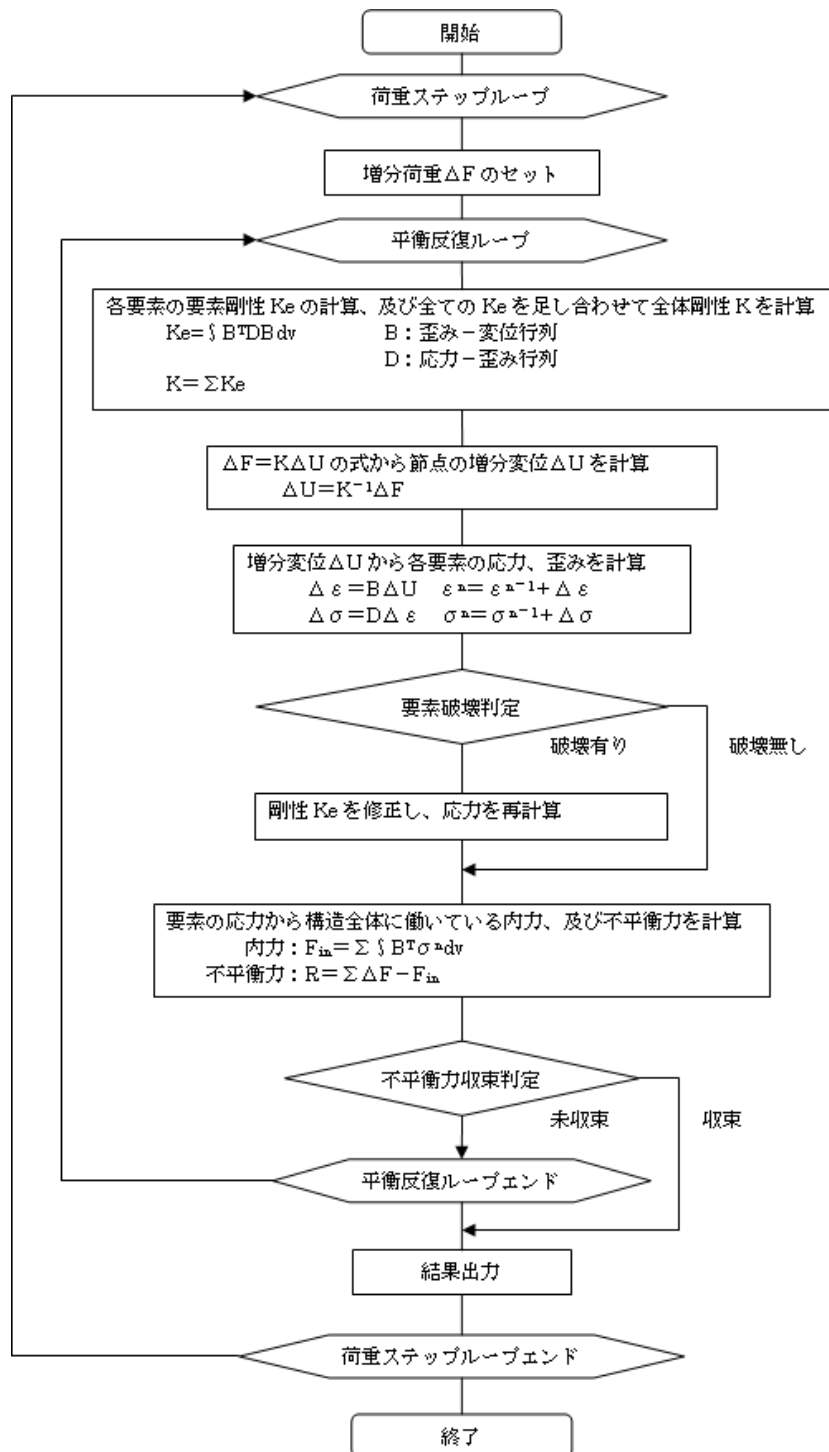 開始
荷重ステップループ
増分荷重ΔFのセット
平衡反復ループ
各要素の要素剛性Keの計算、及び全てのKeを足し合わせて全体剛性Kを計算
Ke=∫BᵀDBdv B：歪み－変位行列
D：応力－歪み行列
K＝ΣKe
ΔF＝KΔUの式から節点の増分変位ΔUを計算
ΔU＝K⁻¹ΔF
増分変位ΔUから各要素の応力、歪みを計算
Δε＝BΔU εⁿ＝εⁿ⁻¹＋Δε
Δσ＝DΔε σⁿ＝σⁿ⁻¹＋Δσ
要素破壊判定
破壊有り 破壊無し
剛性Keを修正し、応力を再計算
要素の応力から構造全体に働いている内力、及び不平衡力を計算
内力：Fin＝Σ∫Bᵀσⁿdv
不平衡力：R＝ΣΔF－Fin
不平衡力収束判定
未収束 収束
平衡反復ループエンド
結果出力
荷重ステップループエンド
終了